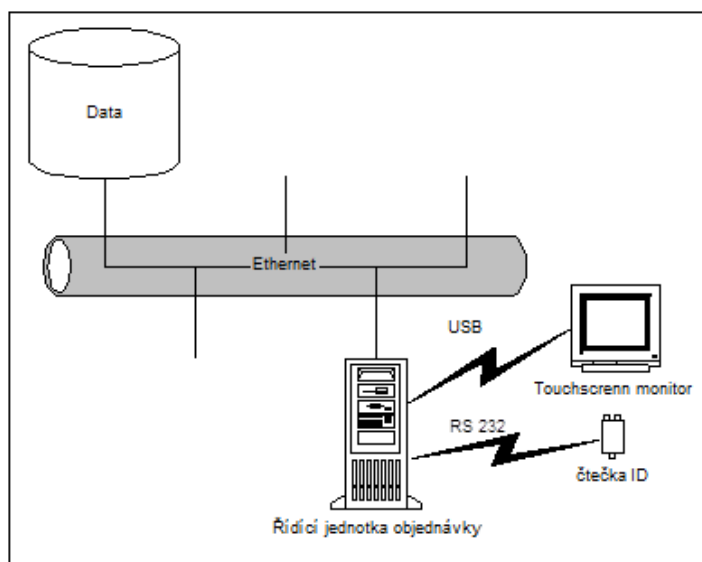 Data
Ethernet
USB
Touchscrenn monitor
RS 232
čtečka ID
Řídící jednotka objednávky